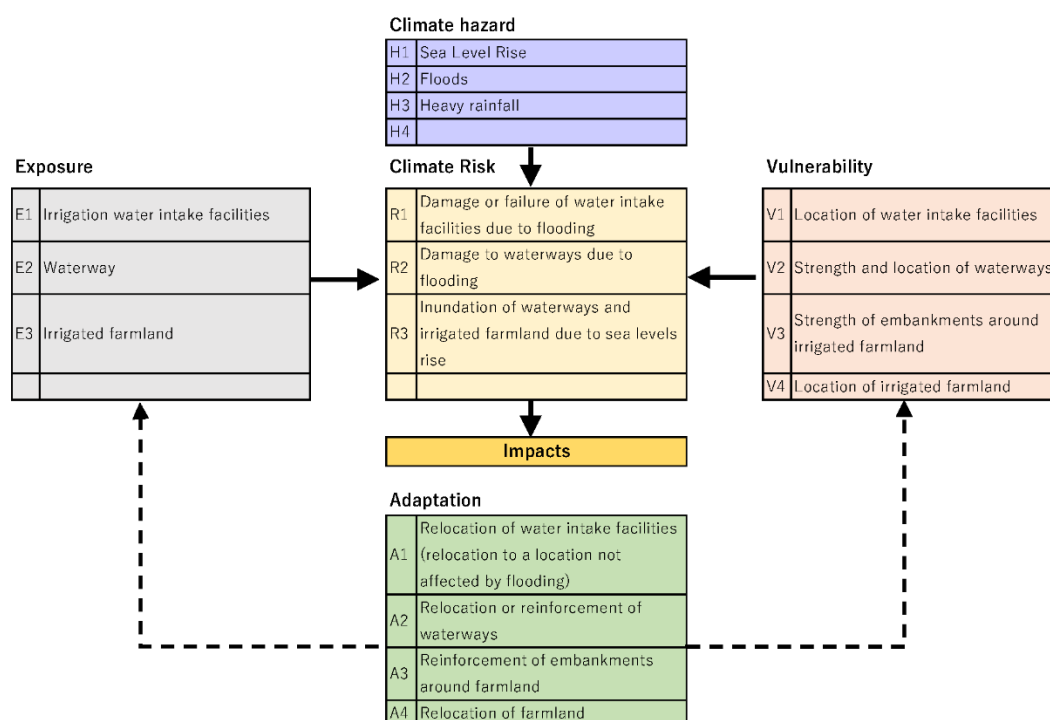 Climate hazard
H1 Sea Level Rise
H2 Floods
H3 Heavy rainfall
H4
Exposure
E1 Irrigation water intake facilities
E2 Waterway
E3 Irrigated farmland
Climate Risk
R1 Damage or failure of water intake
facilities due to flooding
R2 Damage to waterways due to
flooding
R3 Inundation of waterways and
irrigated farmland due to sea levels
rise
Vulnerability
V1 Location of water intake facilities
V2 Strength and location of waterways
V3 Strength of embankments around
irrigated farmland
V4 Location of irrigated farmland
Impacts
Adaptation
A1 Relocation of water intake facilities
(relocation to a location not
affected by flooding)
A2 Relocation or reinforcement of
waterways
A3 Reinforcement of embankments
around farmland
A4 Relocation of farmland